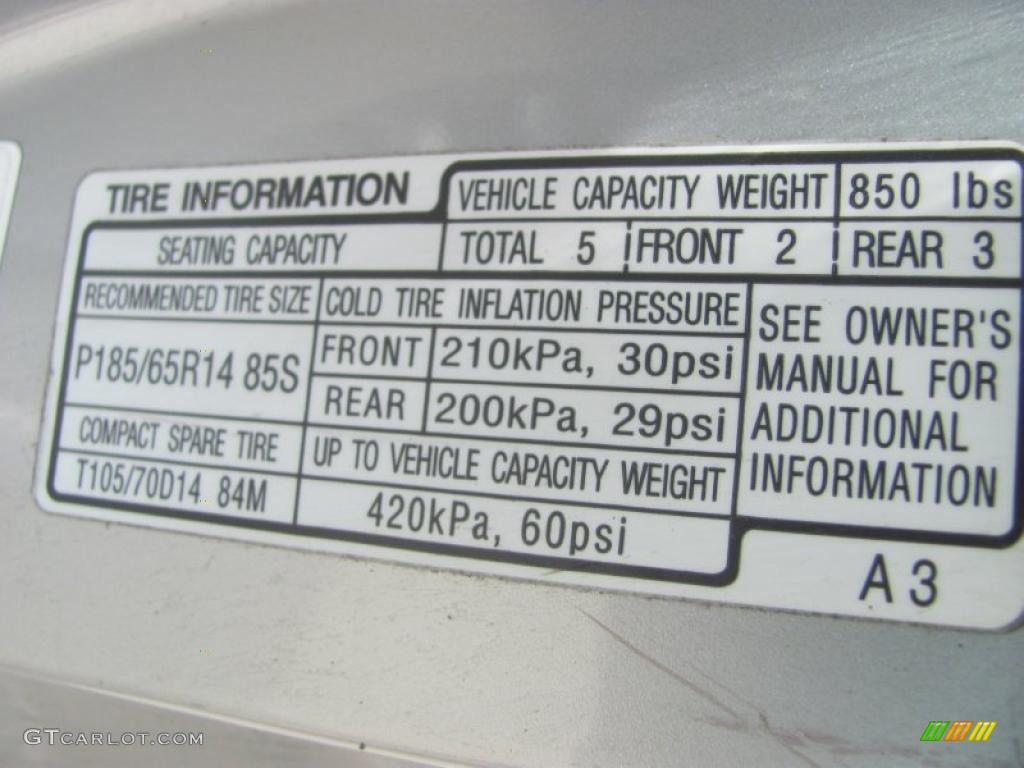 TIRE INFORMATION
VEHICLE CAPACITY WEIGHT 850 lbs
SEATING CAPACITY TOTAL 5 FRONT 2 REAR 3
RECOMMENDED TIRE SIZE COLD TIRE INFLATION PRESSURE
P185/65R14 85S
FRONT 210kPa, 30psi
REAR 200kPa, 29psi
SEE OWNER'S
MANUAL FOR
ADDITIONAL
INFORMATION
COMPACT SPARE TIRE UP TO VEHICLE CAPACITY WEIGHT
T105/70D14 84M 420kPa, 60psi
A3
GTCARLOT.COM